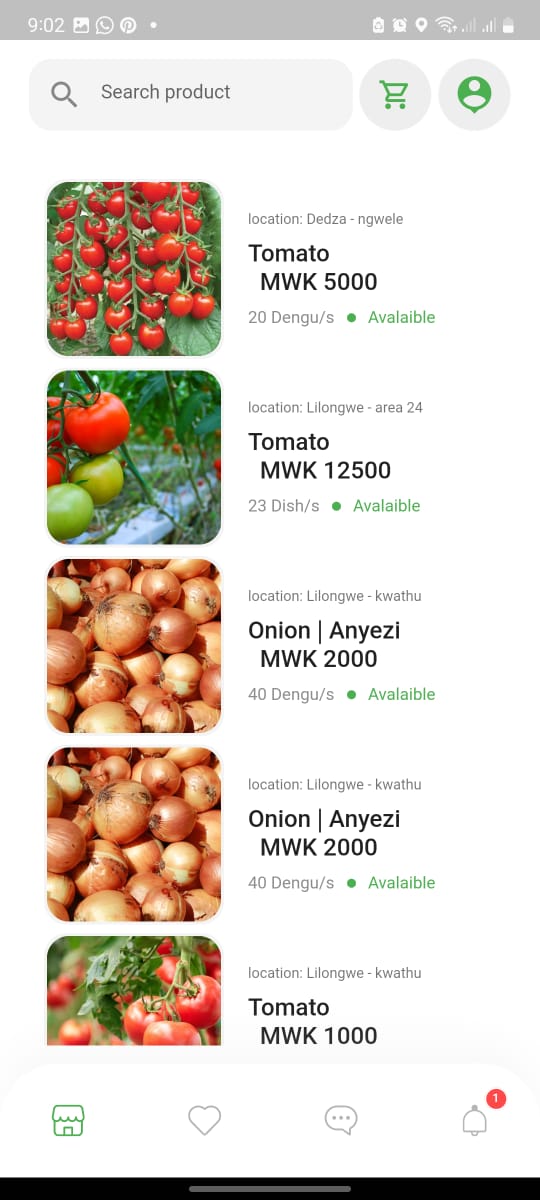 9:02
Search product
location: Dedza - ngwele
Tomato
MWK 5000
20 Dengu/s Avalaible
location: Lilongwe - area 24
Tomato
MWK 12500
23 Dish/s Avalaible
location: Lilongwe - kwathu
Onion | Anyezi
MWK 2000
40 Dengu/s Avalaible
location: Lilongwe - kwathu
Onion | Anyezi
MWK 2000
40 Dengu/s Avalaible
location: Lilongwe - kwathu
Tomato
MWK 1000
1